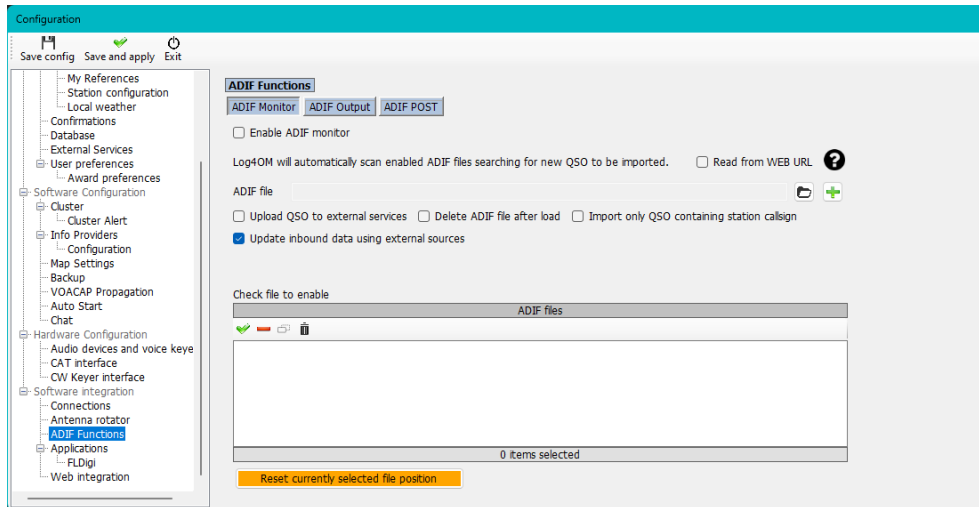 Configuration
Save config Save and apply Exit
My References
Station configuration
Local weather
Confirmations
Database
External Services
User preferences
Award preferences
Software Configuration
Cluster
Cluster Alert
Info Providers
Configuration
Map Settings
Backup
VOACAP Propagation
Auto Start
Chat
Hardware Configuration
Audio devices and voice keye
CAT interface
CW Keyer interface
Software integration
Connections
Antenna rotator
ADIF Functions
Applications
FLDigi
Web integration
ADIF Functions
ADIF Monitor ADIF Output ADIF POST
Enable ADIF monitor
Log4OM will automatically scan enabled ADIF files searching for new QSO to be imported. Read from WEB URL ?
ADIF file
Upload QSO to external services Delete ADIF file after load Import only QSO containing station callsign
Update inbound data using external sources
Check file to enable
ADIF files
0 items selected
Reset currently selected file position